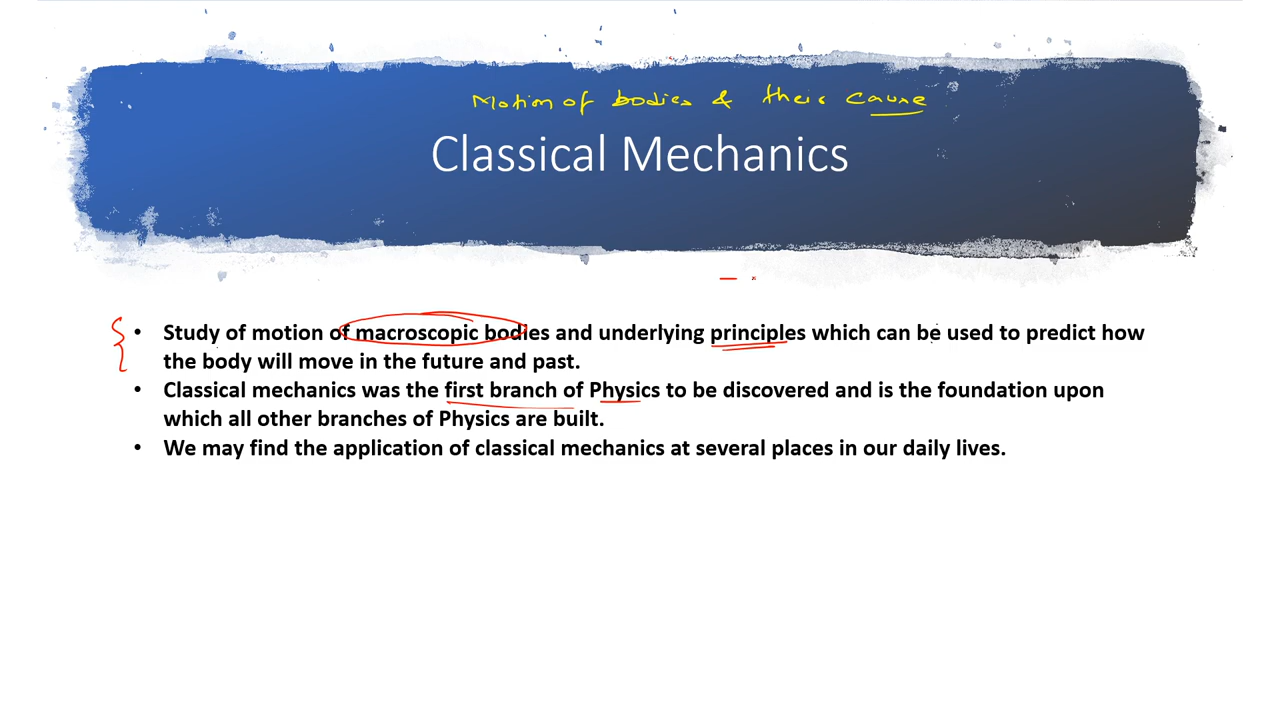 Motion of bodies & their cause
Classical Mechanics
• Study of motion of macroscopic bodies and underlying principles which can be used to predict how
the body will move in the future and past.
• Classical mechanics was the first branch of Physics to be discovered and is the foundation upon
which all other branches of Physics are built.
• We may find the application of classical mechanics at several places in our daily lives.